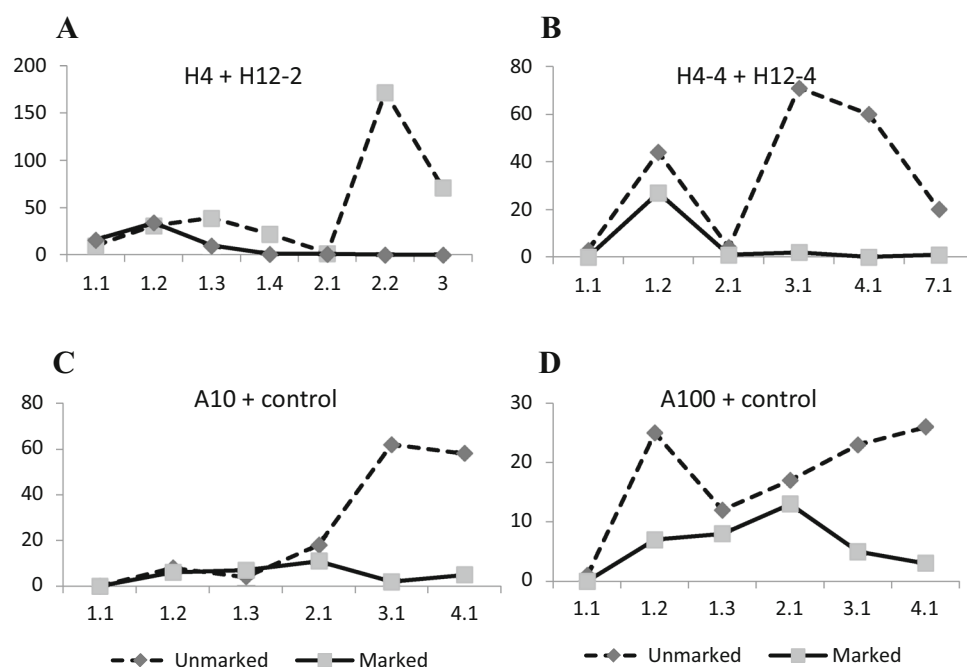 A
H4 + H12-2
200
150
100
50
0
1.1 1.2 1.3 1.4 2.1 2.2 3
B
H4-4 + H12-4
80
60
40
20
0
1.1 1.2 2.1 3.1 4.1 7.1
C
A10 + control
80
60
40
20
0
1.1 1.2 1.3 2.1 3.1 4.1
D
A100 + control
30
20
10
0
1.1 1.2 1.3 2.1 3.1 4.1
Unmarked Marked
Unmarked Marked